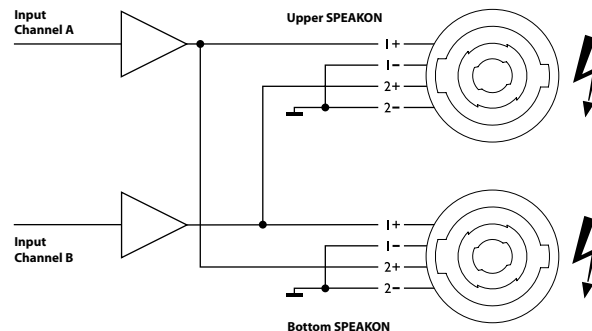 Input
Channel A
Upper SPEAKON
1+
1-
2+
2-
Input
Channel B
1+
1-
2+
2-
Bottom SPEAKON